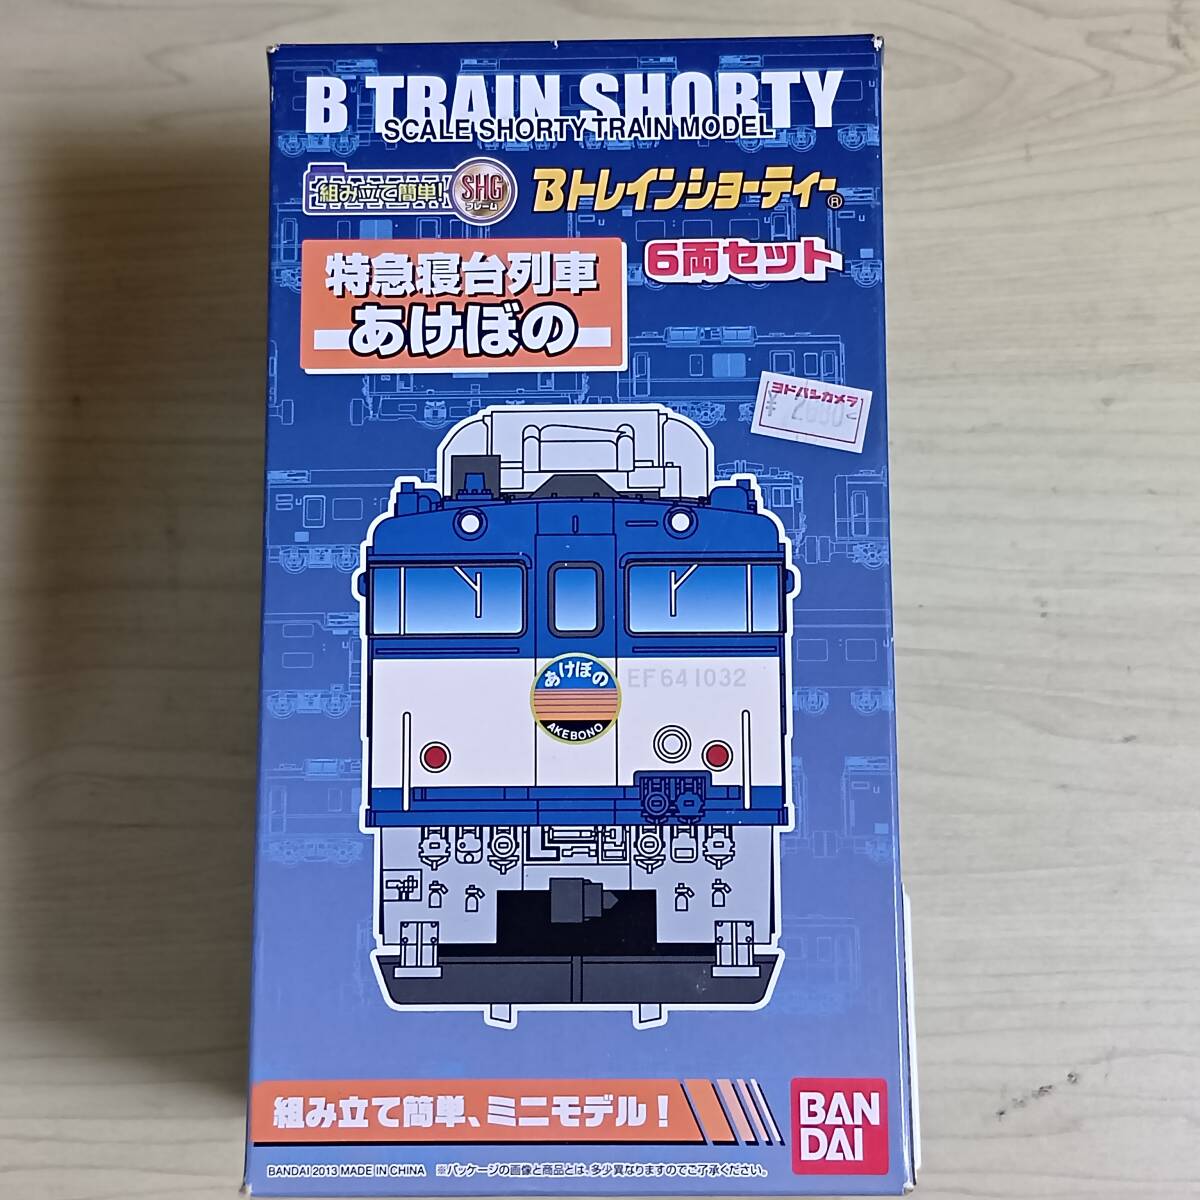 B TRAIN SHORTY
SCALE SHORTY TRAIN MODEL
組み立て簡単!
SHG
フレーム
Bトレインショーティー®
特急寝台列車
あけぼの
6両セット
ヨドバシカメラ
あけぼの
AKEBONO
EF641032
組み立て簡単、ミニモデル!
BAN
DAI
BANDAI 2013 MADE IN CHINA ※パッケージの画像と商品とは、多少異なりますのでご了承ください。